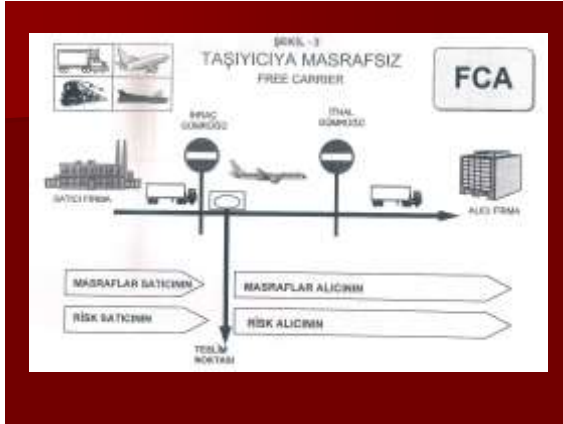 ŞEKİL - 3
TAŞIYICIYA MASRAFSIZ
FREE CARRIER
FCA
İHRAÇ
GÜMRÜĞÜ
İTHAL
GÜMRÜĞÜ
SATICI FİRMA
ALICI FİRMA
MASRAFLAR SATICININ
MASRAFLAR ALICININ
RİSK SATICININ
RİSK ALICININ
TESLİM
NOKTASI